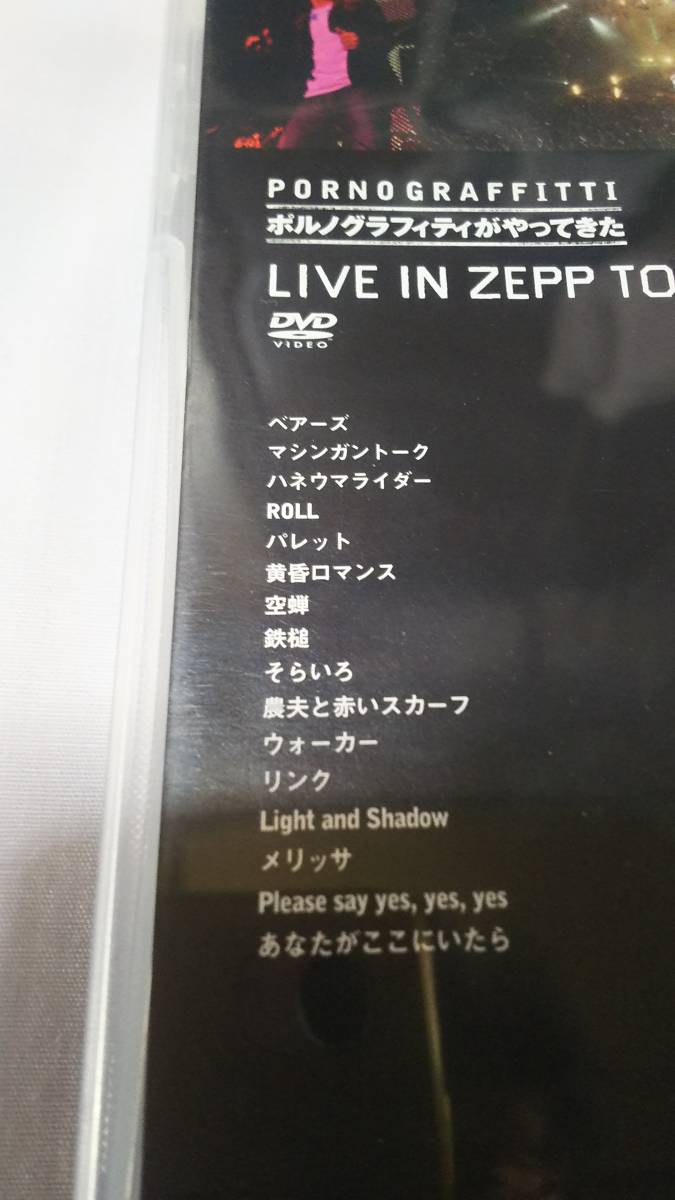 PORNOGRAFFITTI
ポルノグラフィティがやってきた
LIVE IN ZEPP TO
DVD
VIDEO
ベアーズ
マシンガントーク
ハネウマライダー
ROLL
パレット
黄昏ロマンス
空蝉
鉄槌
そらいろ
農夫と赤いスカーフ
ウォーカー
リンク
Light and Shadow
メリッサ
Please say yes, yes, yes
あなたがここにいたら